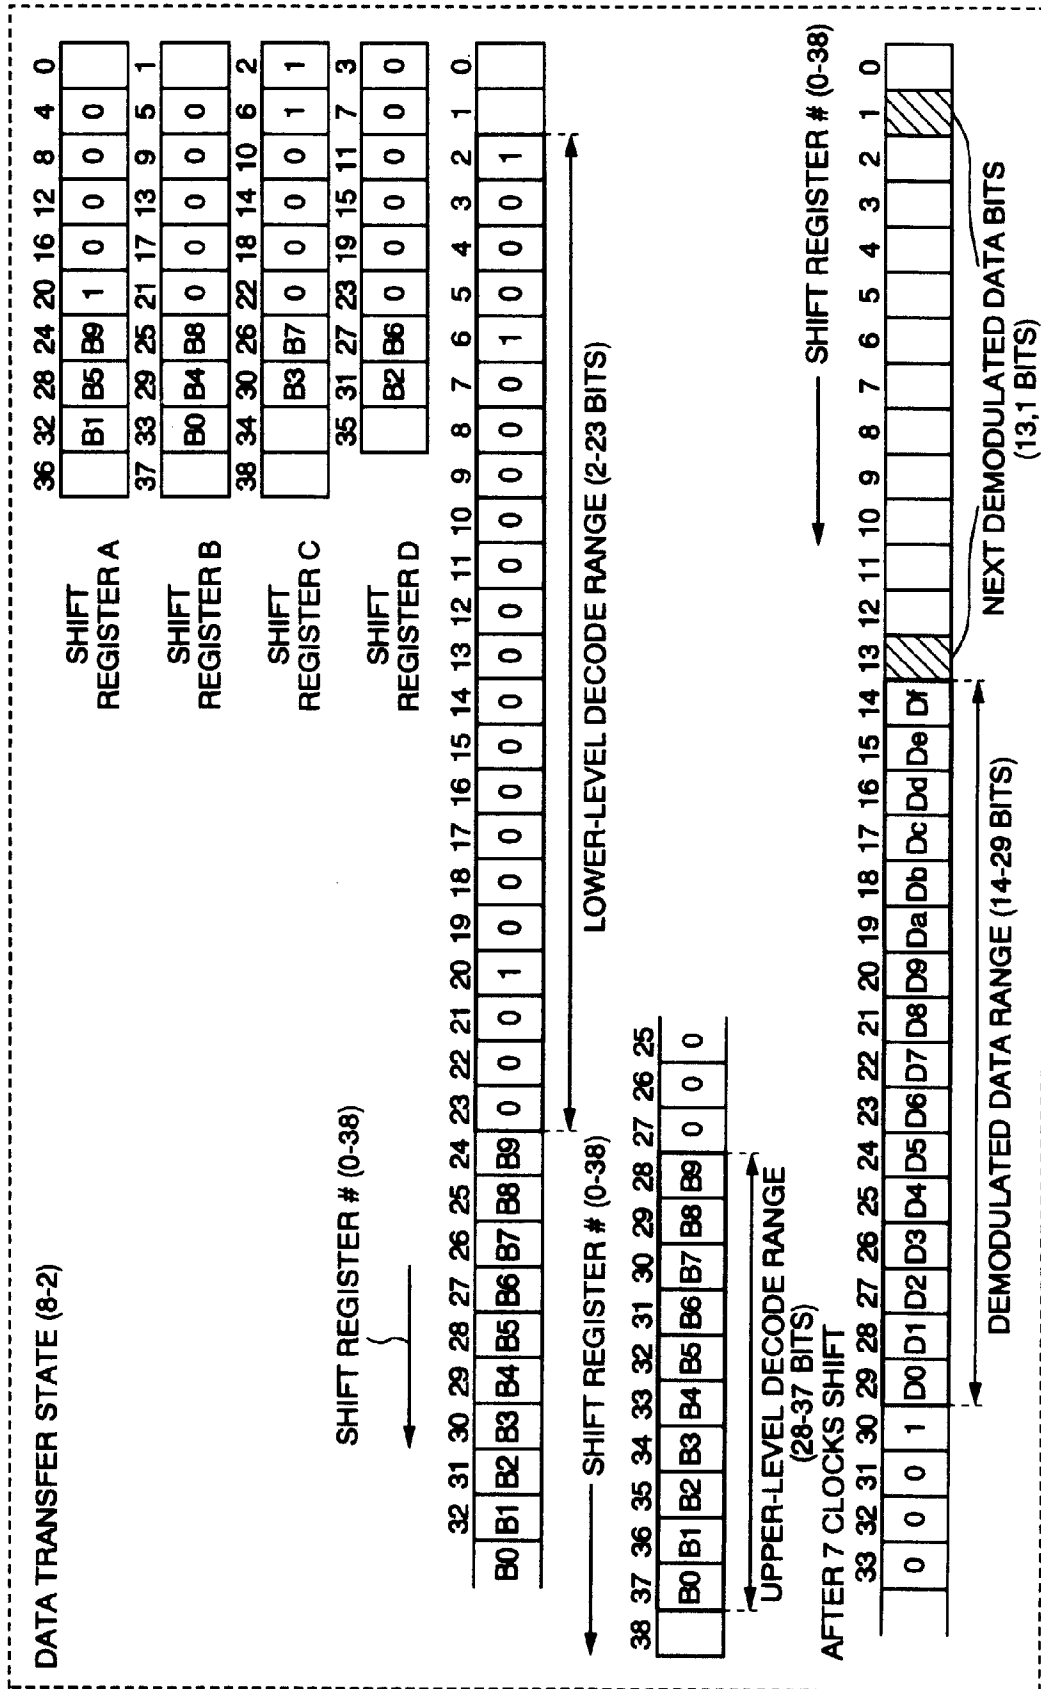 DATA TRANSFER STATE (8-2)
36 32 28 24 20 16 12 8 4 0
SHIFT
REGISTER A
B1 B5 B9 1 0 0 0 0
37 33 29 25 21 17 13 9 5 1
SHIFT
REGISTER B
B0 B4 B8 0 0 0 0 0
38 34 30 26 22 18 14 10 6 2
SHIFT
REGISTER C
B3 B7 0 0 0 0 1 1
35 31 27 23 19 15 11 7 3
SHIFT
REGISTER D
B2 B6 0 0 0 0 0 0
SHIFT REGISTER # (0-38)
32 31 30 29 28 27 26 25 24 23 22 21 20 19 18 17 16 15 14 13 12 11 10 9 8 7 6 5 4 3 2 1 0
B0 B1 B2 B3 B4 B5 B6 B7 B8 B9 0 0 0 1 0 0 0 0 0 0 0 0 0 0 0 0 0 1 0 0 0 1
LOWER-LEVEL DECODE RANGE (2-23 BITS)
SHIFT REGISTER # (0-38)
38 37 36 35 34 33 32 31 30 29 28 27 26 25
B0 B1 B2 B3 B4 B5 B6 B7 B8 B9 0 0 0
UPPER-LEVEL DECODE RANGE
(28-37 BITS)
AFTER 7 CLOCKS SHIFT
SHIFT REGISTER # (0-38)
33 32 31 30 29 28 27 26 25 24 23 22 21 20 19 18 17 16 15 14 13 12 11 10 9 8 7 6 5 4 3 2 1 0
0 0 0 1 D0 D1 D2 D3 D4 D5 D6 D7 D8 D9 Da Db Dc Dd De Df
DEMODULATED DATA RANGE (14-29 BITS)
NEXT DEMODULATED DATA BITS
(13,1 BITS)